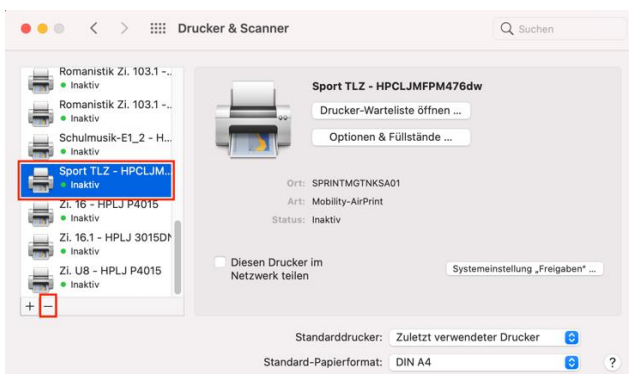 Drucker & Scanner
Suchen
Romanistik Zi. 103.1 -..
Inaktiv
Romanistik Zi. 103.1 -...
Inaktiv
Schulmusik-E1_2 - H...
Inaktiv
Sport TLZ - HPCLJM...
Inaktiv
Zi. 16 - HPLJ P4015
Inaktiv
Zi. 16.1 - HPLJ 3015DN
Inaktiv
Zi. U8 - HPLJ P4015
Inaktiv
+ −
Sport TLZ - HPCLJMFPM476dw
Drucker-Warteliste öffnen ...
Optionen & Füllstände ...
Ort: SPRINTMGTNKSA01
Art: Mobility-AirPrint
Status: Inaktiv
Diesen Drucker im
Netzwerk teilen
Systemeinstellung „Freigaben“ ...
Standarddrucker: Zuletzt verwendeter Drucker
Standard-Papierformat: DIN A4
?